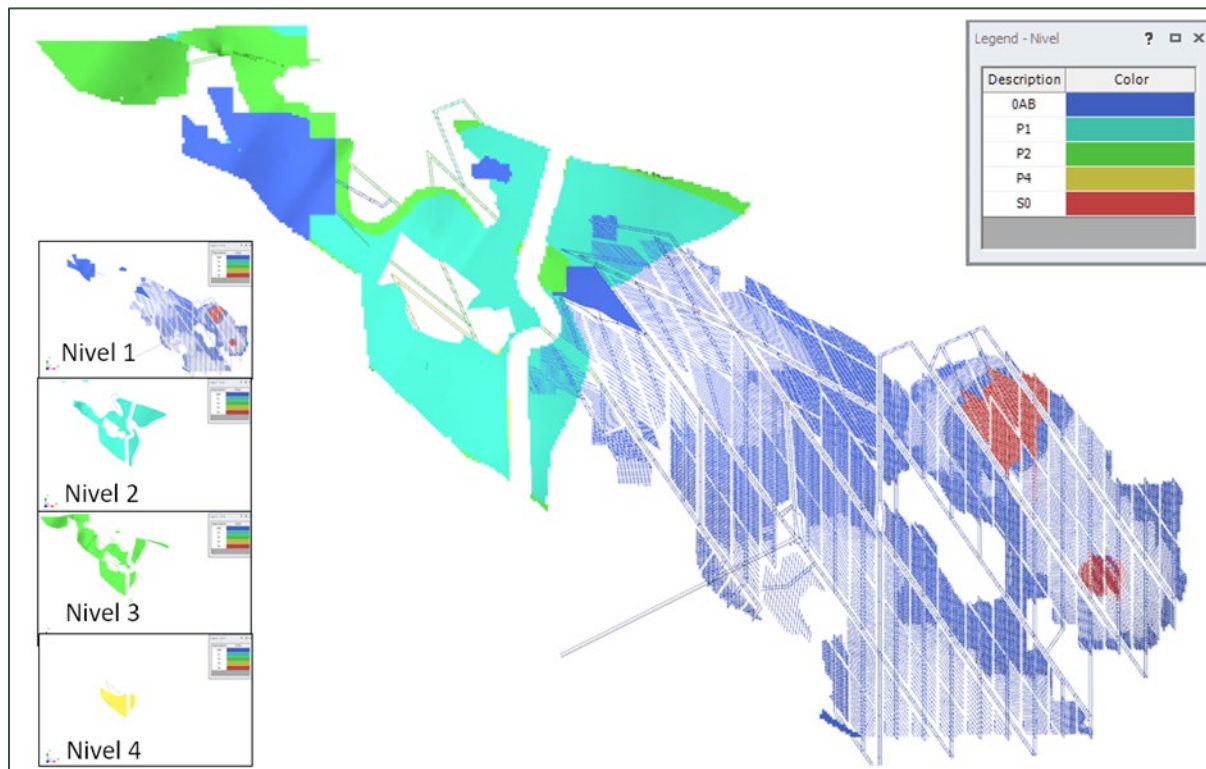 Legend - Nivel ? 
Description Color
0AB
P1
P2
P4
S0
Nivel 1
Nivel 2
Nivel 3
Nivel 4